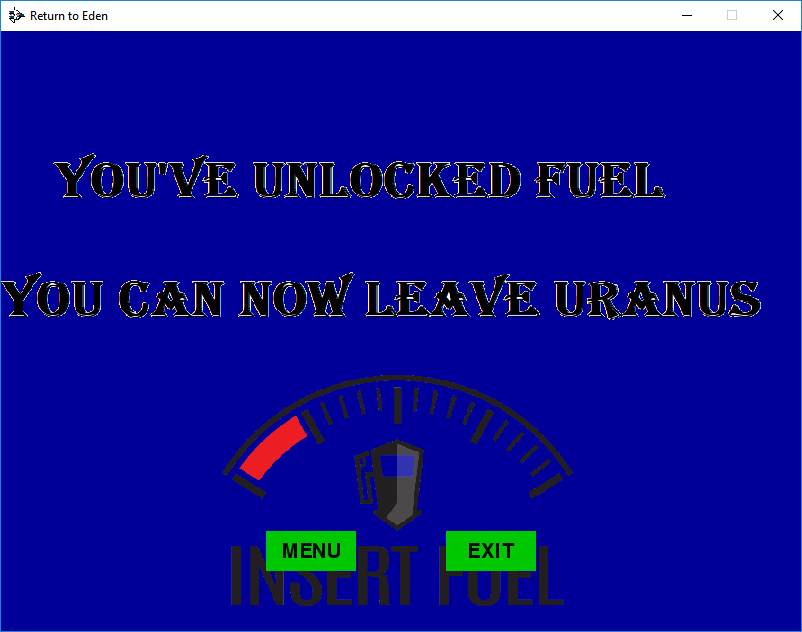 Return to Eden
YOU'VE UNLOCKED FUEL
YOU CAN NOW LEAVE URANUS
MENU EXIT
INSERT FUEL